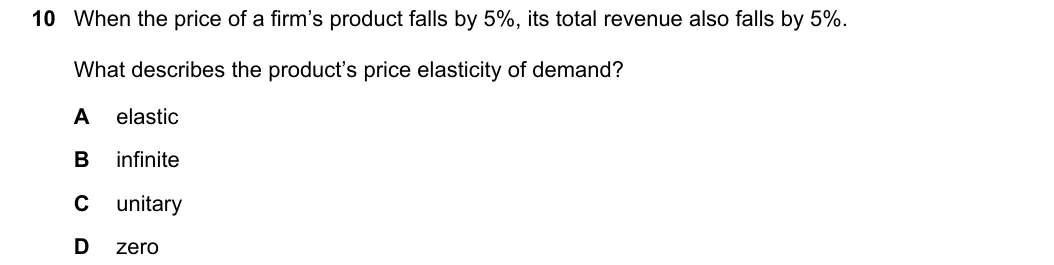 10 When the price of a firm’s product falls by 5%, its total revenue also falls by 5%.
What describes the product’s price elasticity of demand?
A elastic
B infinite
C unitary
D zero